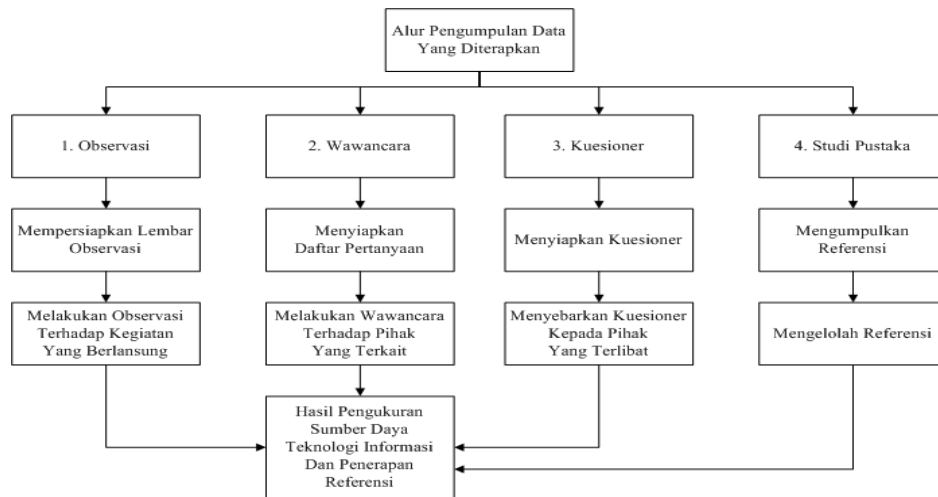 Alur Pengumpulan Data
Yang Diterapkan
1. Observasi
2. Wawancara
3. Kuesioner
4. Studi Pustaka
Mempersiapkan Lembar
Observasi
Menyiapkan
Daftar Pertanyaan
Menyiapkan Kuesioner
Mengumpulkan
Referensi
Melakukan Observasi
Terhadap Kegiatan
Yang Berlansung
Melakukan Wawancara
Terhadap Pihak
Yang Terkait
Menyebarkan Kuesioner
Kepada Pihak
Yang Terlibat
Mengelolah Referensi
Hasil Pengukuran
Sumber Daya
Teknologi Informasi
Dan Penerapan
Referensi